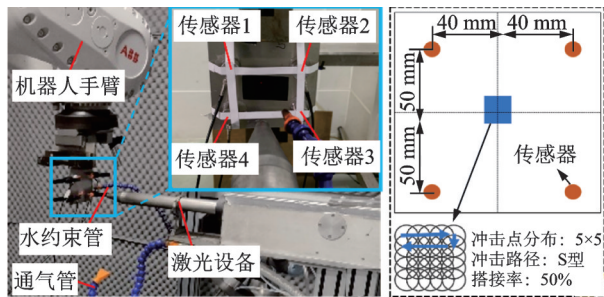 传感器1
传感器2
ABB
机器人手臂
传感器4
传感器3
水约束管
通气管
激光设备
40 mm 40 mm
50 mm
50 mm
传感器
冲击点分布：5×5
冲击路径：S型
搭接率：50%